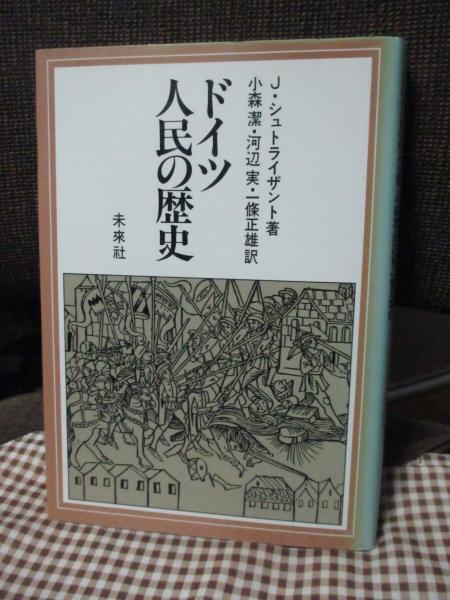 J・シュトライザント著
小森潔・河辺実・一條正雄訳
ドイツ
人民の歴史
未來社